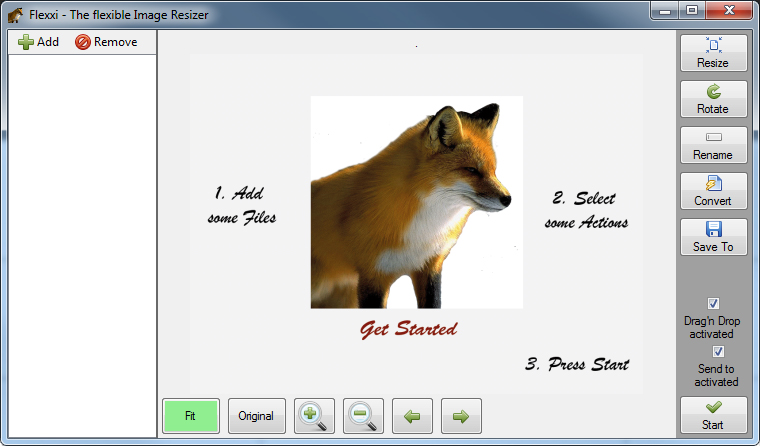 Flexxi - The flexible Image Resizer
Add
Remove
1. Add
some Files
2. Select
some Actions
Get Started
3. Press Start
Fit
Original
Resize
Rotate
Rename
Convert
Save To
Drag'n Drop
activated
Send to
activated
Start